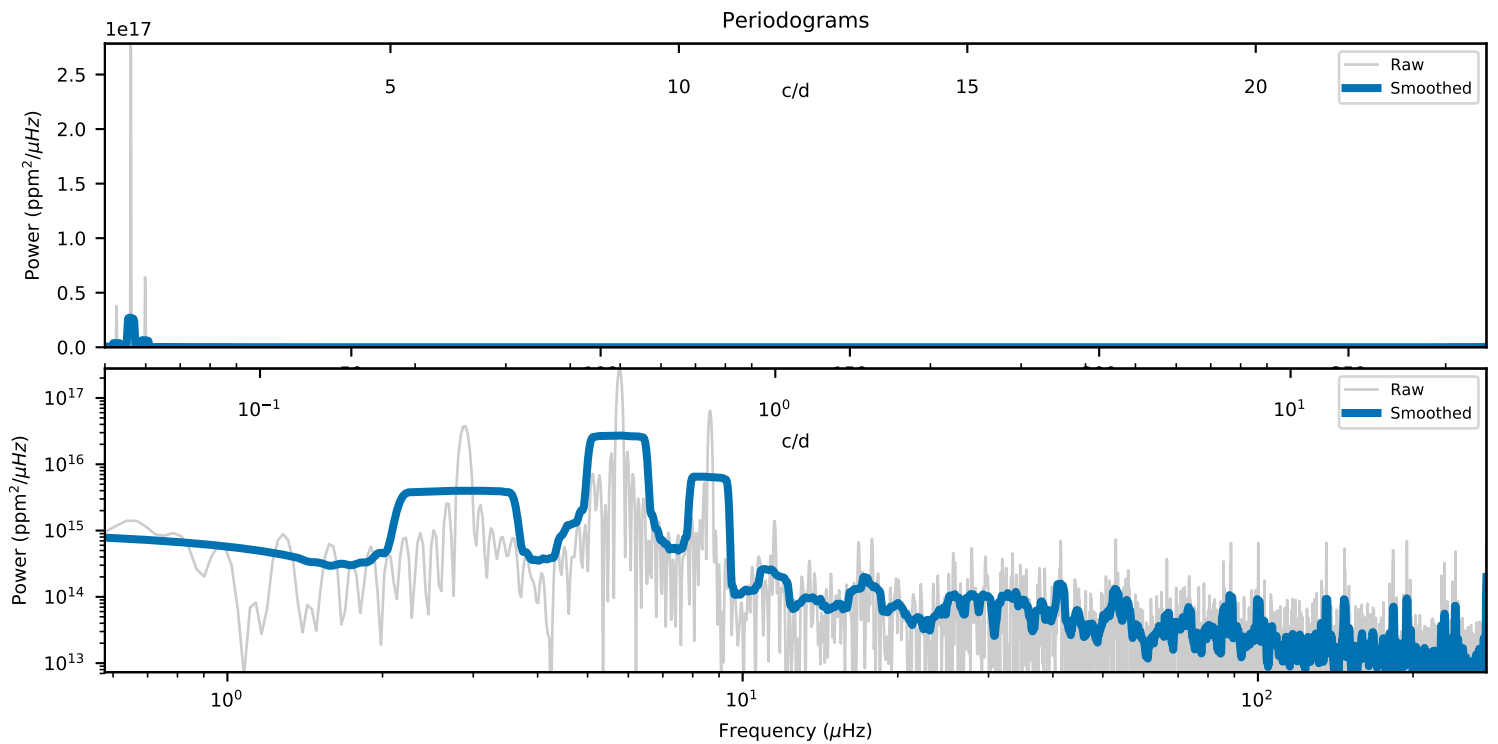 Periodograms
1e17
5 10 15 20
c/d
Raw
Smoothed
2.5
2.0
1.5
1.0
0.5
0.0
Power (ppm²/μHz)
10⁻¹ 10⁰ 10¹
c/d
Raw
Smoothed
10¹⁷
10¹⁶
10¹⁵
10¹⁴
10¹³
Power (ppm²/μHz)
10⁰ 10¹ 10²
Frequency (μHz)